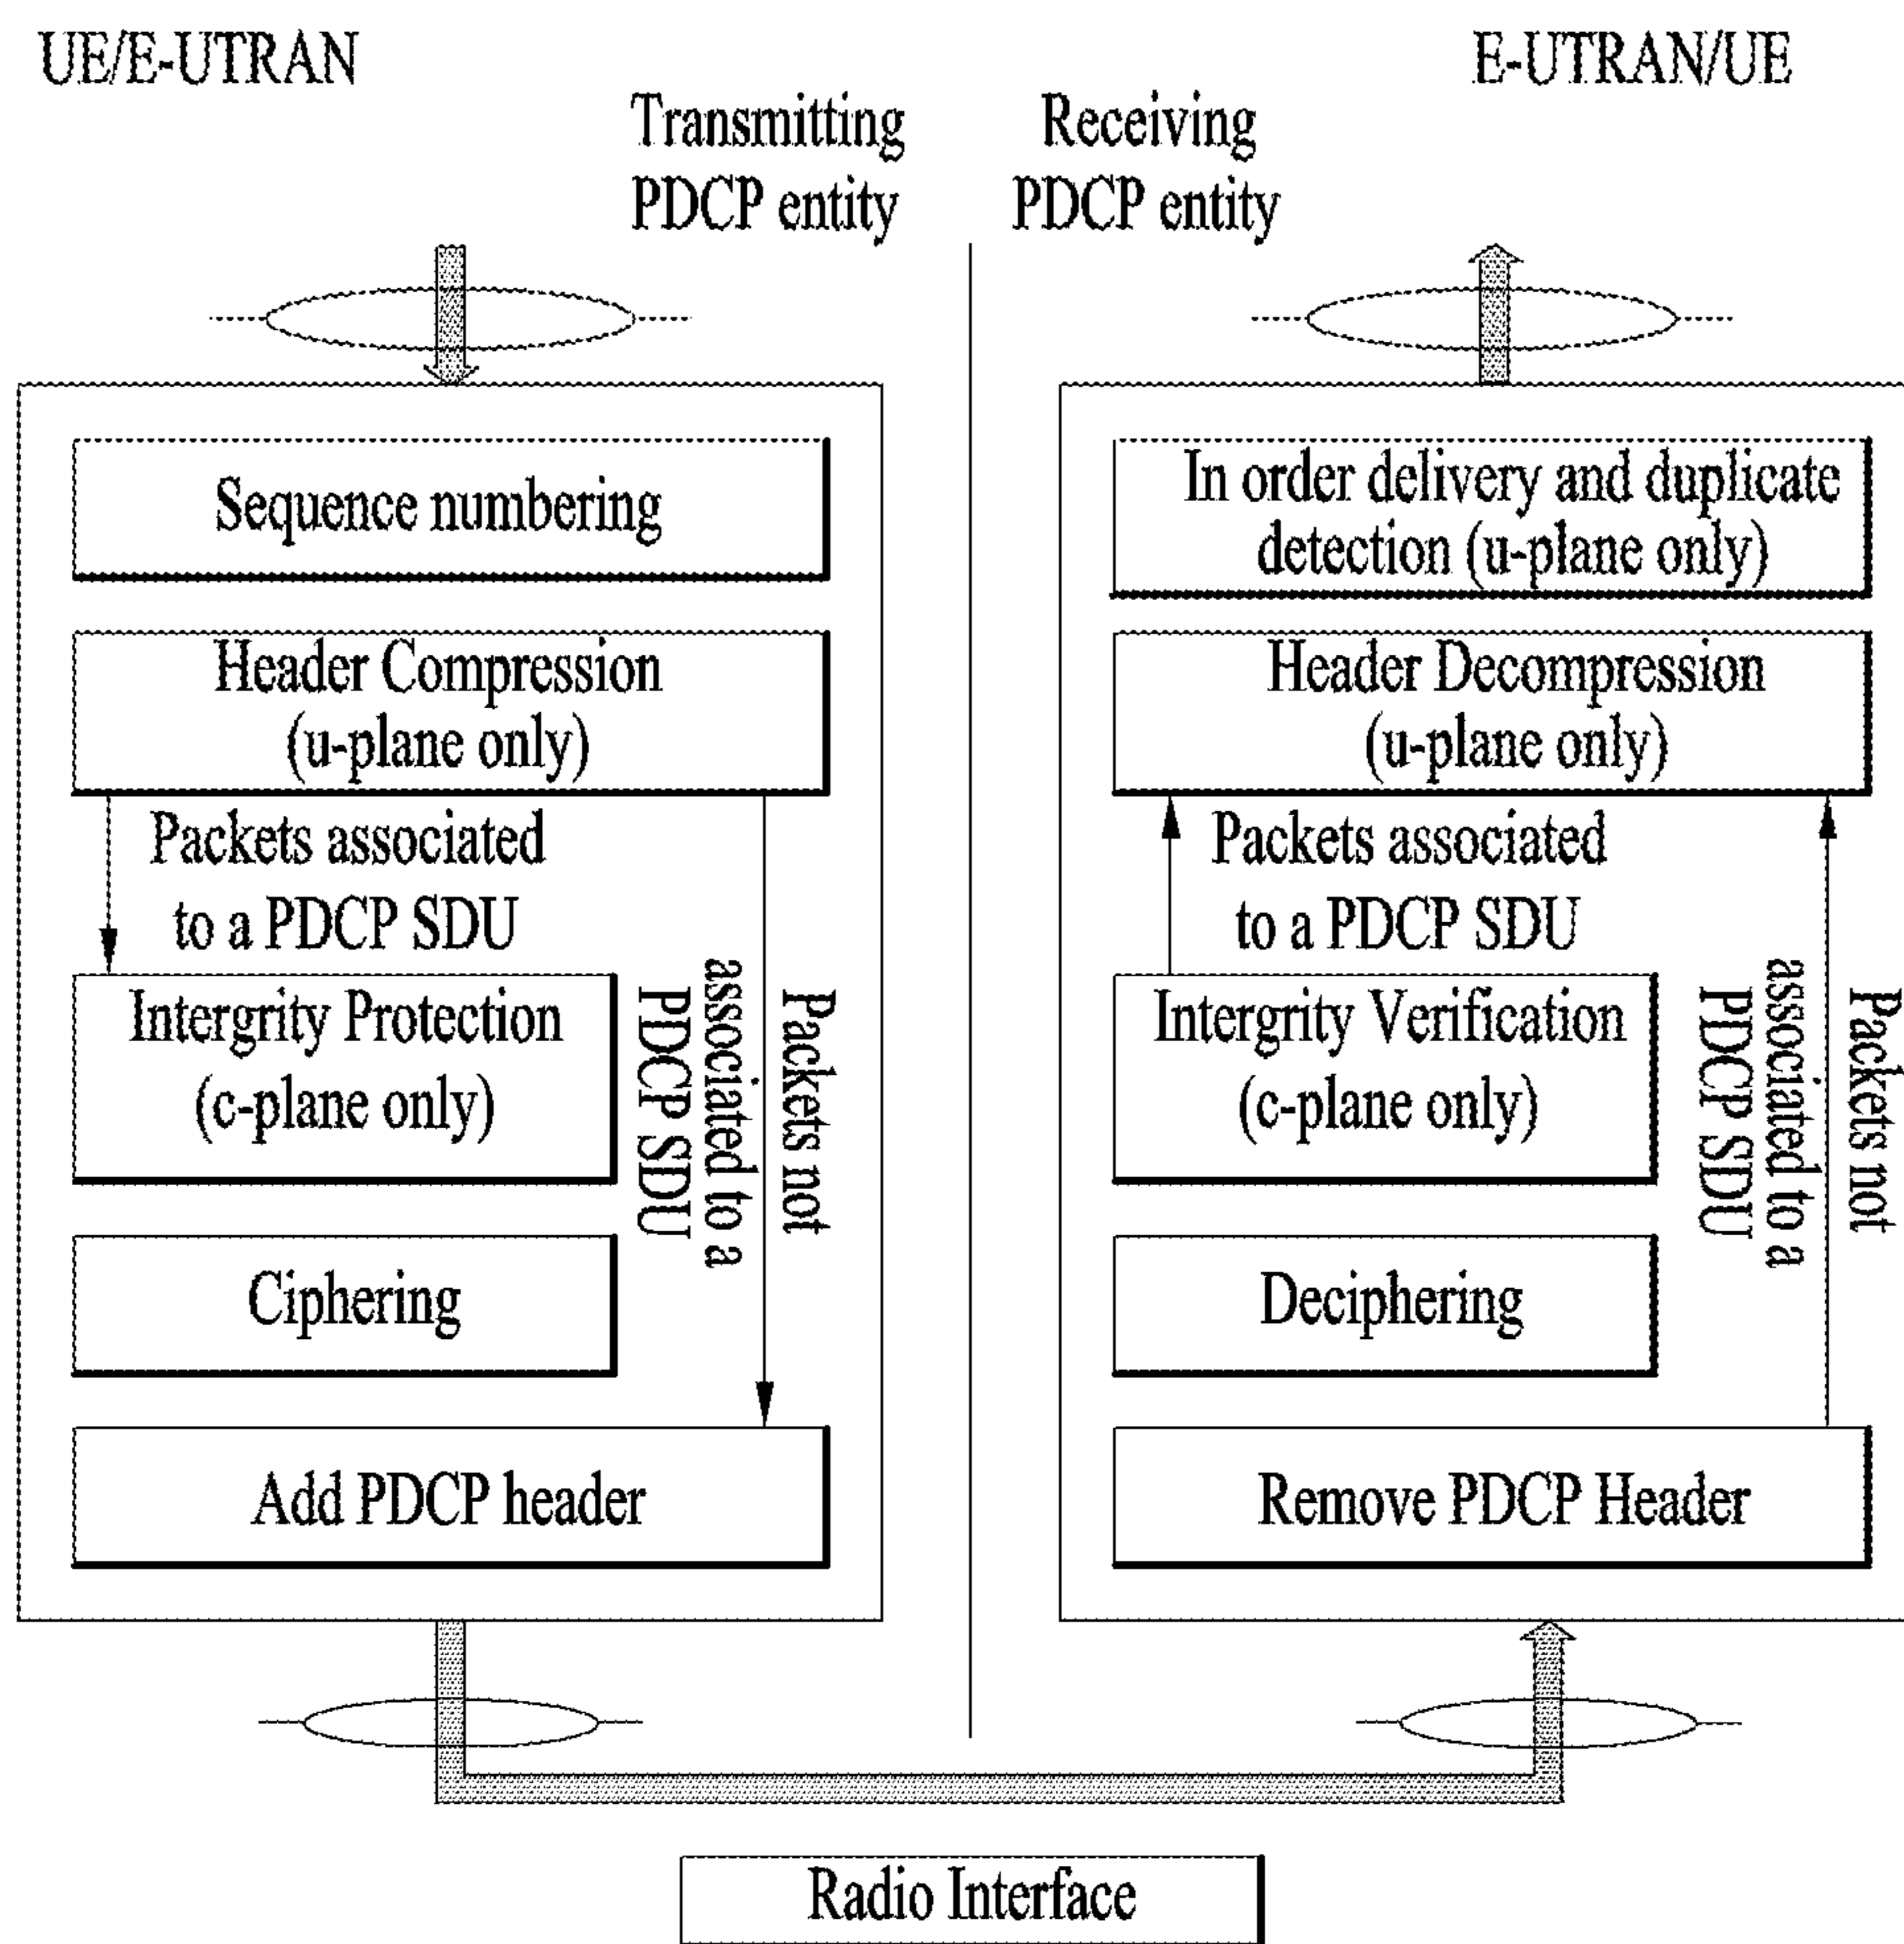 UE/E-UTRAN
E-UTRAN/UE
Transmitting
PDCP entity
Receiving
PDCP entity
Sequence numbering
Header Compression
(u-plane only)
Packets associated
to a PDCP SDU
Packets not
associated to a
PDCP SDU
Intergrity Protection
(c-plane only)
Ciphering
Add PDCP header
In order delivery and duplicate
detection (u-plane only)
Header Decompression
(u-plane only)
Packets associated
to a PDCP SDU
Packets not
associated to a
PDCP SDU
Intergrity Verification
(c-plane only)
Deciphering
Remove PDCP Header
Radio Interface